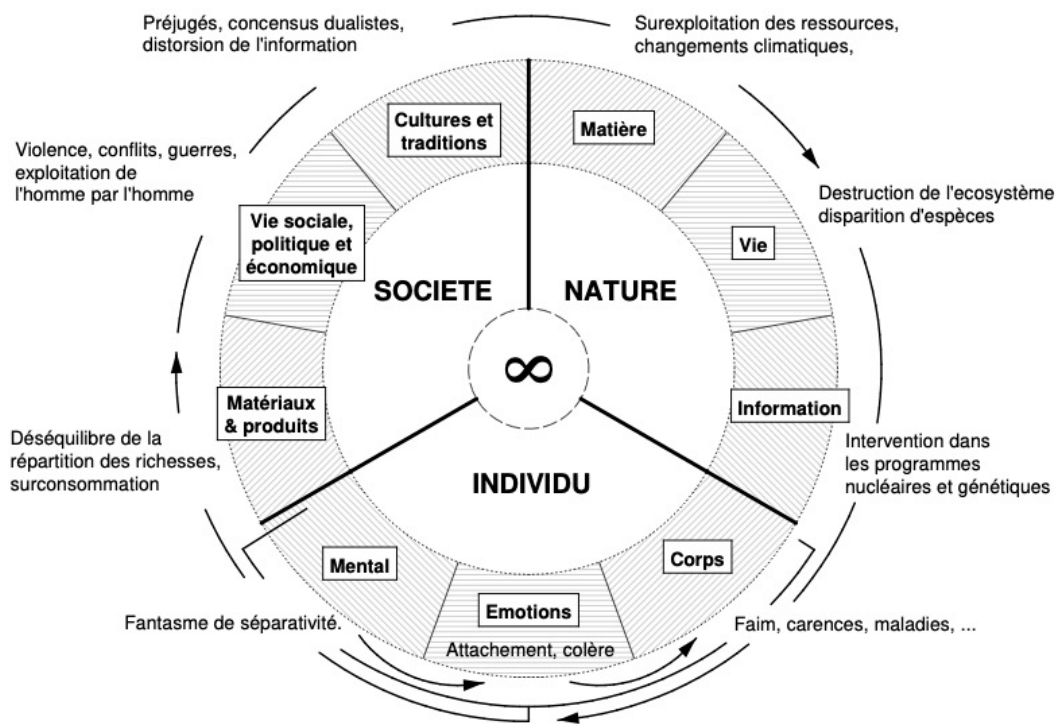 Préjugés, concensus dualistes,
distorsion de l'information
Surexploitation des ressources,
changements climatiques,
Cultures et
traditions
Matière
Violence, conflits, guerres,
exploitation de
l'homme par l'homme
Destruction de l'ecosystème
disparition d'espèces
Vie sociale,
politique et
économique
Vie
SOCIETE
NATURE
∞
Matériaux
& produits
Information
Déséquilibre de la
répartition des richesses,
surconsommation
Intervention dans
les programmes
nucléaires et génétiques
INDIVIDU
Mental
Corps
Emotions
Fantasme de séparativité.
Attachement, colère
Faim, carences, maladies, ...